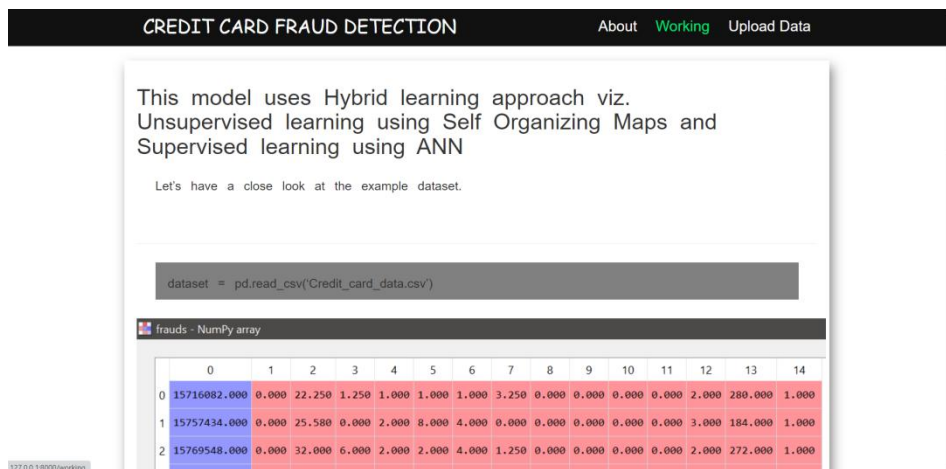 CREDIT CARD FRAUD DETECTION About Working Upload Data
This model uses Hybrid learning approach viz.
Unsupervised learning using Self Organizing Maps and
Supervised learning using ANN
Let's have a close look at the example dataset.
dataset = pd.read_csv('Credit_card_data.csv')
frauds - NumPy array
0 1 2 3 4 5 6 7 8 9 10 11 12 13 14
0 15716082.000 0.000 22.250 1.250 1.000 1.000 1.000 3.250 0.000 0.000 0.000 0.000 2.000 280.000 1.000
1 15757434.000 0.000 25.580 0.000 2.000 8.000 4.000 0.000 0.000 0.000 0.000 0.000 3.000 184.000 1.000
2 15769548.000 0.000 32.000 6.000 2.000 2.000 4.000 1.250 0.000 0.000 0.000 0.000 2.000 272.000 1.000
127.0.0.1:8000/working